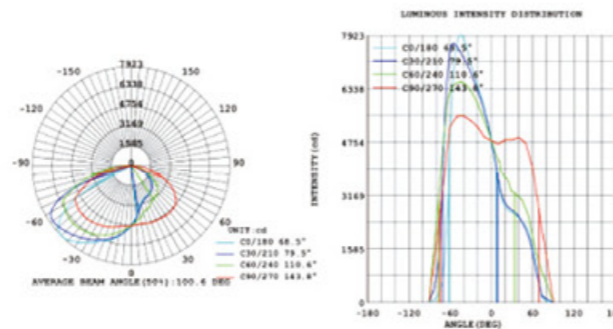 LUMINOUS INTENSITY DISTRIBUTION
7923
-150
150
6338
-120
120
4754
3169
1585
-90
0
90
-60
60
-30
30
0
UNIT:cd
C0/180 68.5°
C30/210 79.5°
C60/240 110.6°
C90/270 143.8°
AVERAGE BEAM ANGLE(50%):100.6 DEG
7923
C0/180 68.5°
C30/210 79.5°
C60/240 110.6°
C90/270 143.8°
6338
4754
3169
1585
0
INTENSITY(cd)
-180
-120
-60
0
60
120
ANGLE(DEG)